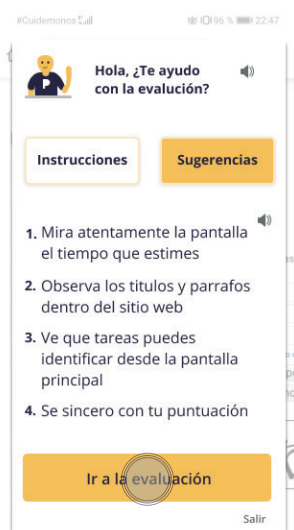 #Cuidemonos
96 % 22:47
Hola, ¿Te ayudo
con la evalución?
P
Instrucciones
Sugerencias
1. Mira atentamente la pantalla
el tiempo que estimes
2. Observa los titulos y parrafos
dentro del sitio web
3. Ve que tareas puedes
identificar desde la pantalla
principal
4. Se sincero con tu puntuación
Ir a la evaluación
Salir